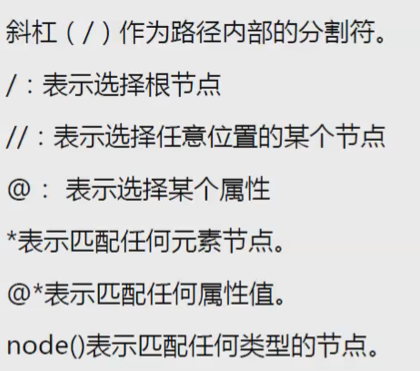 斜杠（/）作为路径内部的分割符。
/：表示选择根节点
//：表示选择任意位置的某个节点
@： 表示选择某个属性
*表示匹配任何元素节点。
@*表示匹配任何属性值。
node()表示匹配任何类型的节点。